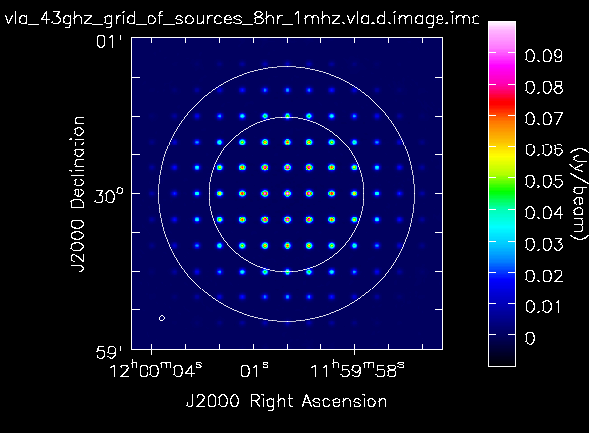 vla_43ghz_grid_of_sources_8hr_1mhz.vla.d.image.imc
01'
30°
59'
J2000 Declination
12ʰ00ᵐ04ˢ 01ˢ 11ʰ59ᵐ58ˢ
J2000 Right Ascension
0.09
0.08
0.07
0.06
0.05
0.04
0.03
0.02
0.01
0
(Jy/beam)